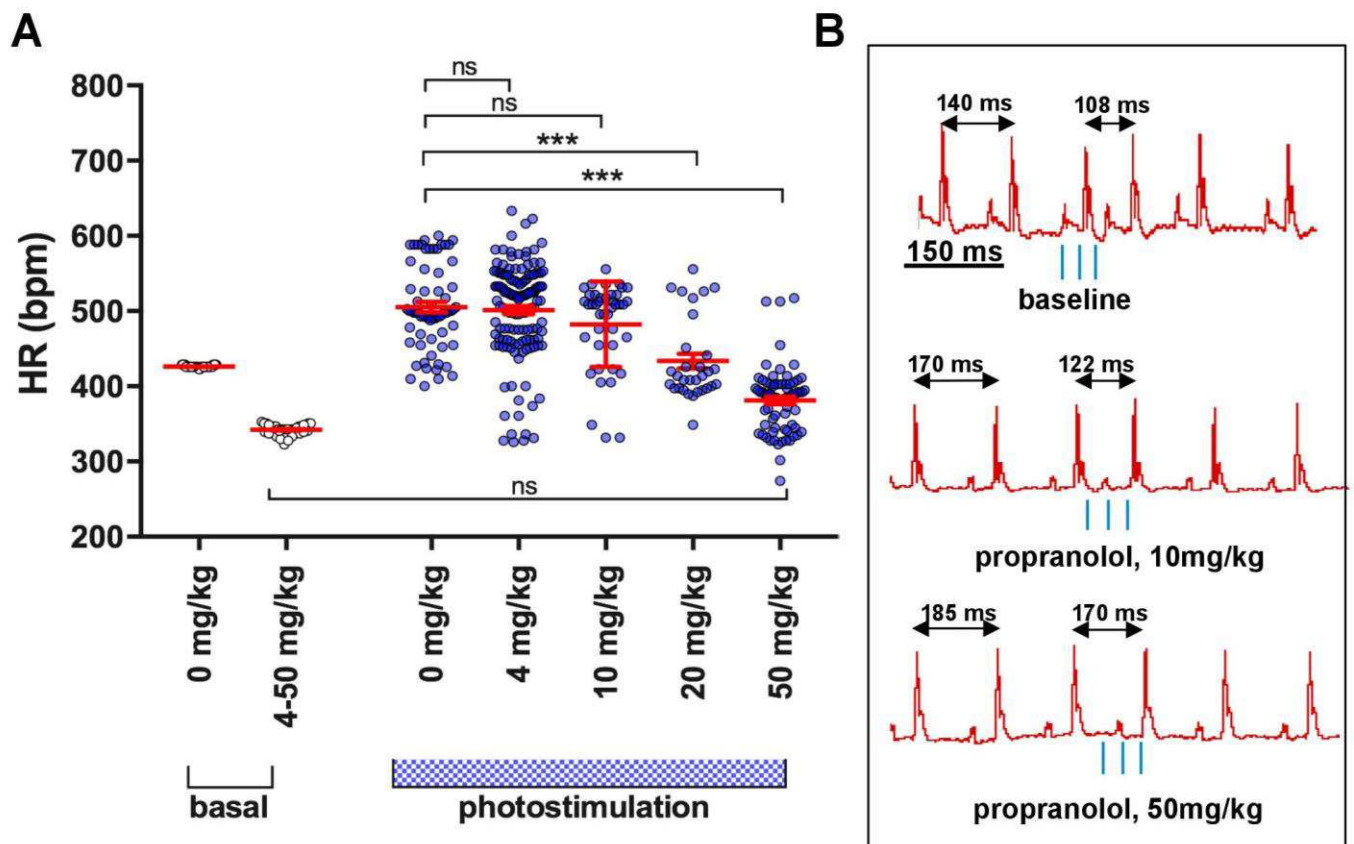 A
HR (bpm)
800
700
600
500
400
300
200
ns
ns
***
***
ns
0 mg/kg
4-50 mg/kg
0 mg/kg
4 mg/kg
10 mg/kg
20 mg/kg
50 mg/kg
basal
photostimulation
B
140 ms
108 ms
150 ms
baseline
170 ms
122 ms
propranolol, 10mg/kg
185 ms
170 ms
propranolol, 50mg/kg